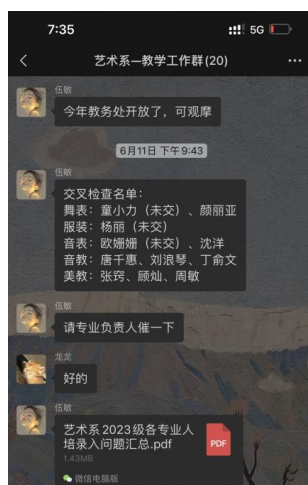 7:35
5G
艺术系—教学工作群(20)
伍敏
今年教务处开放了，可观摩
6月11日 下午9:43
伍敏
交叉检查名单：
舞表：童小力（未交）、颜丽亚
服装：杨丽（未交）
音表：欧姗姗（未交）、沈洋
音教：唐千惠、刘浪琴、丁俞文
美教：张窍、顾灿、周敏
伍敏
请专业负责人催一下
龙龙
好的
伍敏
艺术系2023级各专业人
培录入问题汇总.pdf
PDF
1.43MB
微信电脑版